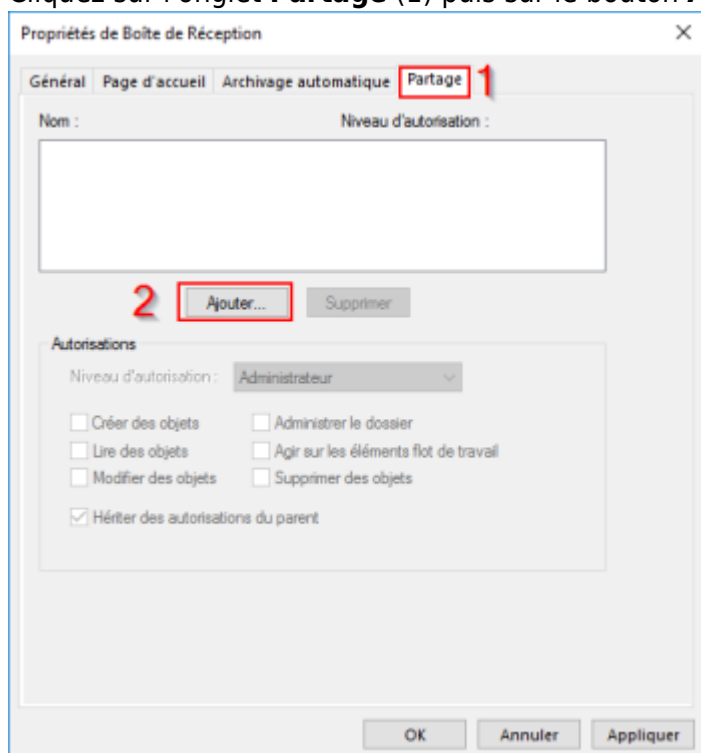 Propriétés de Boîte de Réception
Général Page d'accueil Archivage automatique Partage 1
Nom : Niveau d'autorisation :
2 Ajouter... Supprimer
Autorisations
Niveau d'autorisation : Administrateur
Créer des objets Administrer le dossier
Lire des objets Agir sur les éléments flot de travail
Modifier des objets Supprimer des objets
Hériter des autorisations du parent
OK Annuler Appliquer